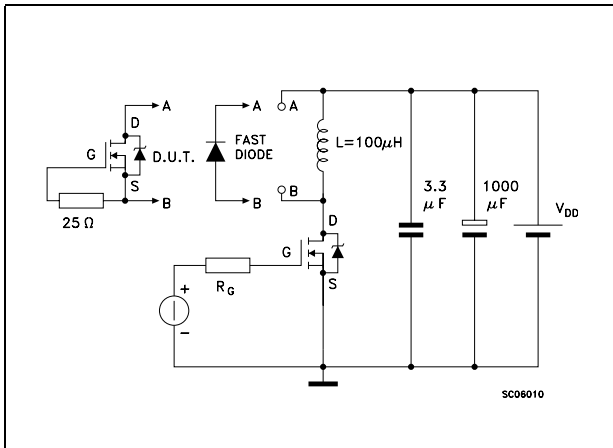 A
D
G
D.U.T.
S
B
25 Ω
A
FAST
DIODE
B
A
L=100μH
B
D
G
S
R_G
+
-
3.3
μF
1000
μF
V_DD
SC06010